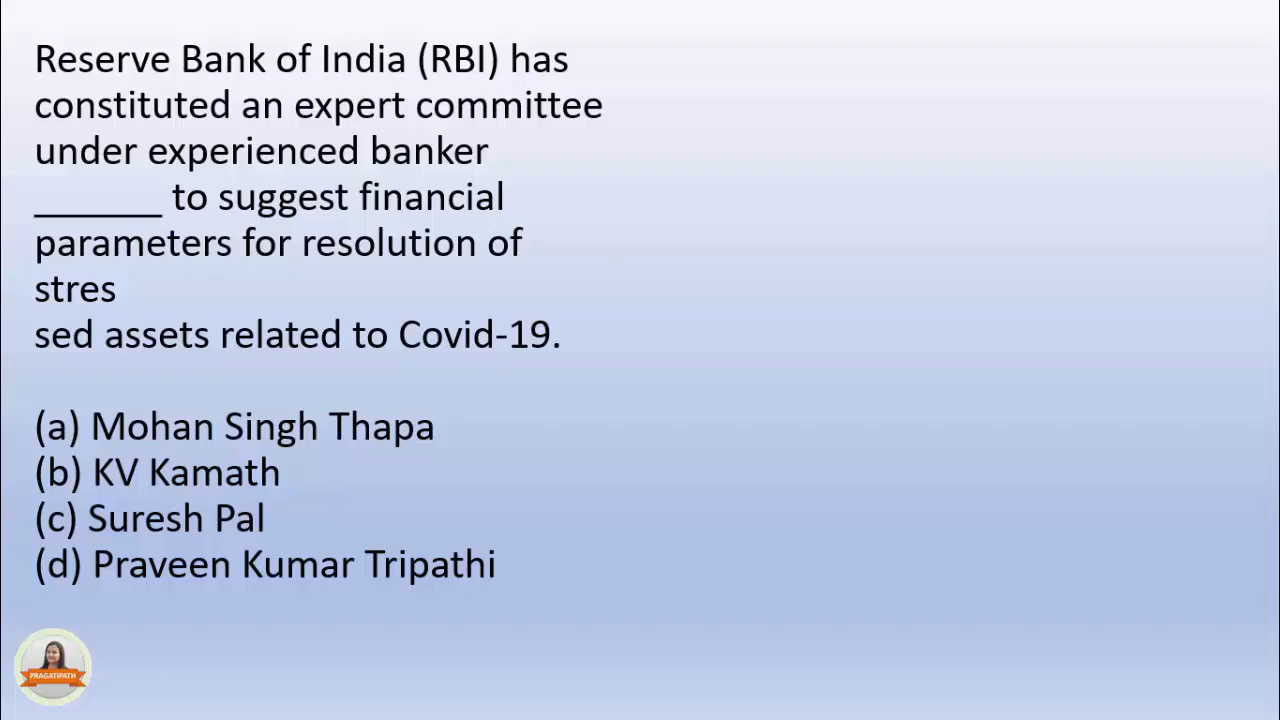 Reserve Bank of India (RBI) has
constituted an expert committee
under experienced banker
______ to suggest financial
parameters for resolution of
stres
sed assets related to Covid-19.
(a) Mohan Singh Thapa
(b) KV Kamath
(c) Suresh Pal
(d) Praveen Kumar Tripathi
PRAGATIPATH